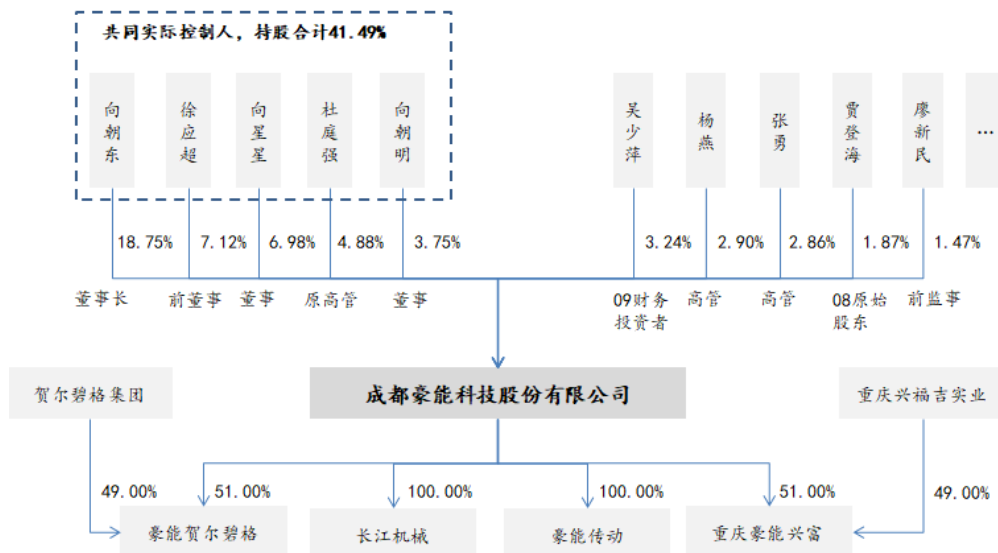 共同实际控制人，持股合计41.49%
向朝东
徐应超
向星星
杜庭强
向朝明
吴少萍
杨燕
张勇
贾登海
廖新民
…
18.75%
7.12%
6.98%
4.88%
3.75%
3.24%
2.90%
2.86%
1.87%
1.47%
董事长
前董事
董事
原高管
董事
09财务
投资者
高管
高管
08原始
股东
前监事
贺尔碧格集团
成都豪能科技股份有限公司
重庆兴福吉实业
49.00%
51.00%
100.00%
100.00%
51.00%
49.00%
豪能贺尔碧格
长江机械
豪能传动
重庆豪能兴富